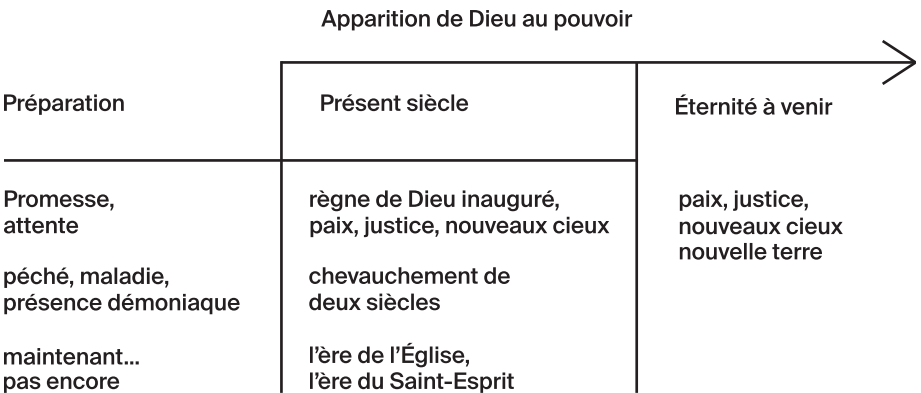 Apparition de Dieu au pouvoir
Préparation
Présent siècle
Éternité à venir
Promesse,
attente
péché, maladie,
présence démoniaque
maintenant...
pas encore
règne de Dieu inauguré,
paix, justice, nouveaux cieux
chevauchement de
deux siècles
l'ère de l'Église,
l'ère du Saint-Esprit
paix, justice,
nouveaux cieux
nouvelle terre